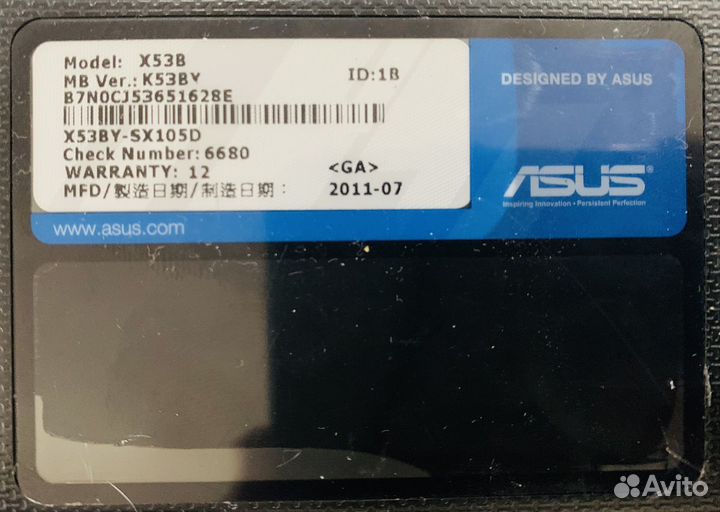 Model: X53B
MB Ver.: K53BY ID:1B
B7N0CJ53651628E
X53BY-SX105D
Check Number: 6680
WARRANTY: 12 <GA>
MFD/製造日期/制造日期: 2011-07
DESIGNED BY ASUS
ASUS®
Inspiring Innovation • Persistent Perfection
www.asus.com
Avito